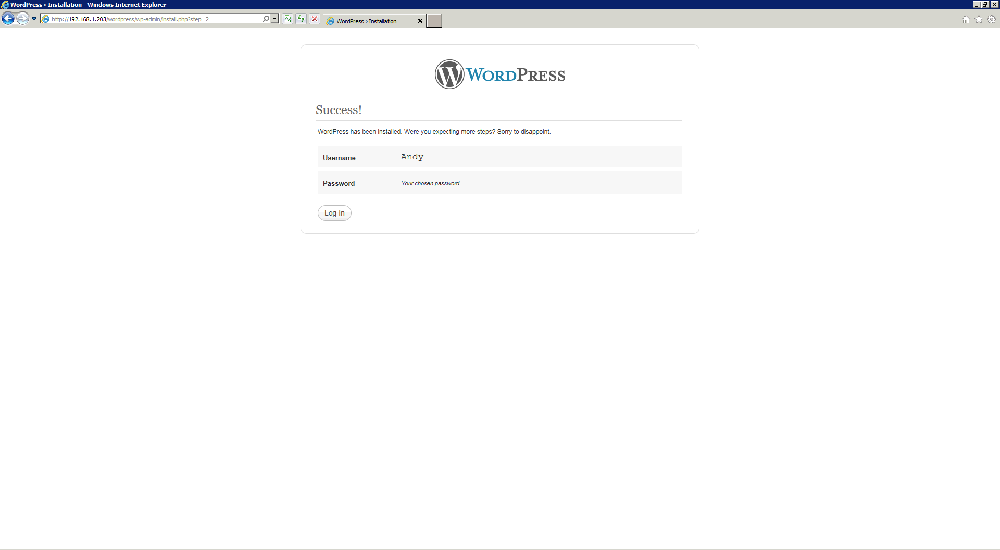 WordPress › Installation - Windows Internet Explorer
http://192.168.1.203/wordpress/wp-admin/install.php?step=2
WordPress › Installation
WORDPRESS
Success!
WordPress has been installed. Were you expecting more steps? Sorry to disappoint.
Username Andy
Password Your chosen password.
Log In